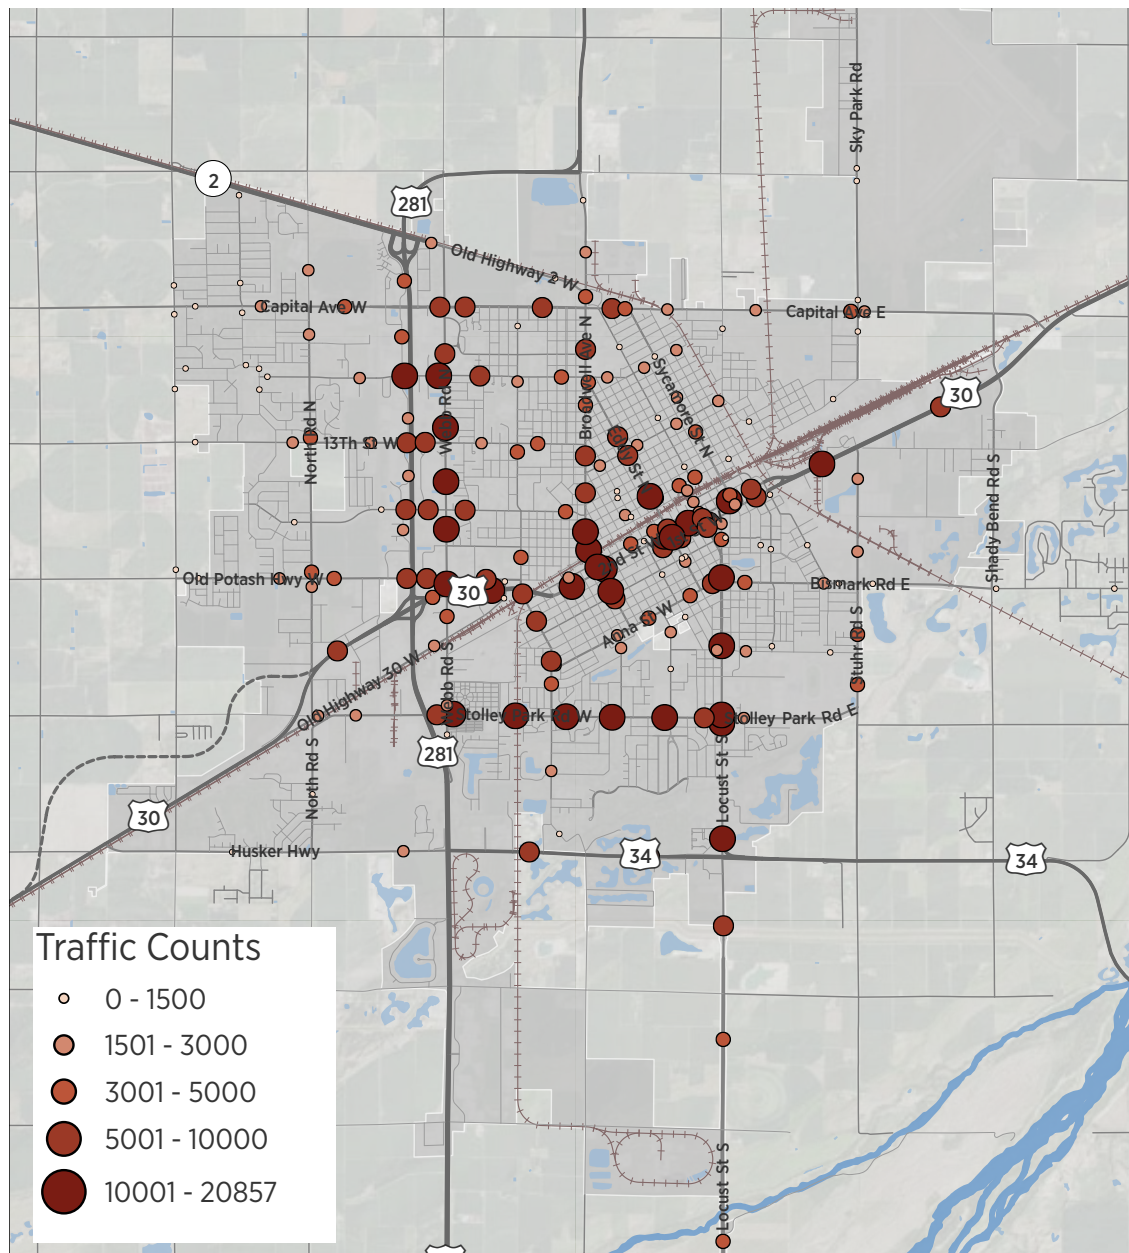 Sky Park Rd
2
281
Old Highway 2 W
Capital Ave W
Capital Ave E
Broadwell Ave N
Sycamore St N
30
North Rd N
13Th St W
Webb Rd N
Shady Bend Rd S
Old Potash Hwy W
30
Bismark Rd E
Anna St W
Stuhr Rd S
Old Highway 30 W
Webb Rd S
Stolley Park Rd W
Stolley Park Rd E
281
North Rd S
Locust St S
30
Husker Hwy
34
34
Traffic Counts
0 - 1500
1501 - 3000
3001 - 5000
5001 - 10000
10001 - 20857
Locust St S